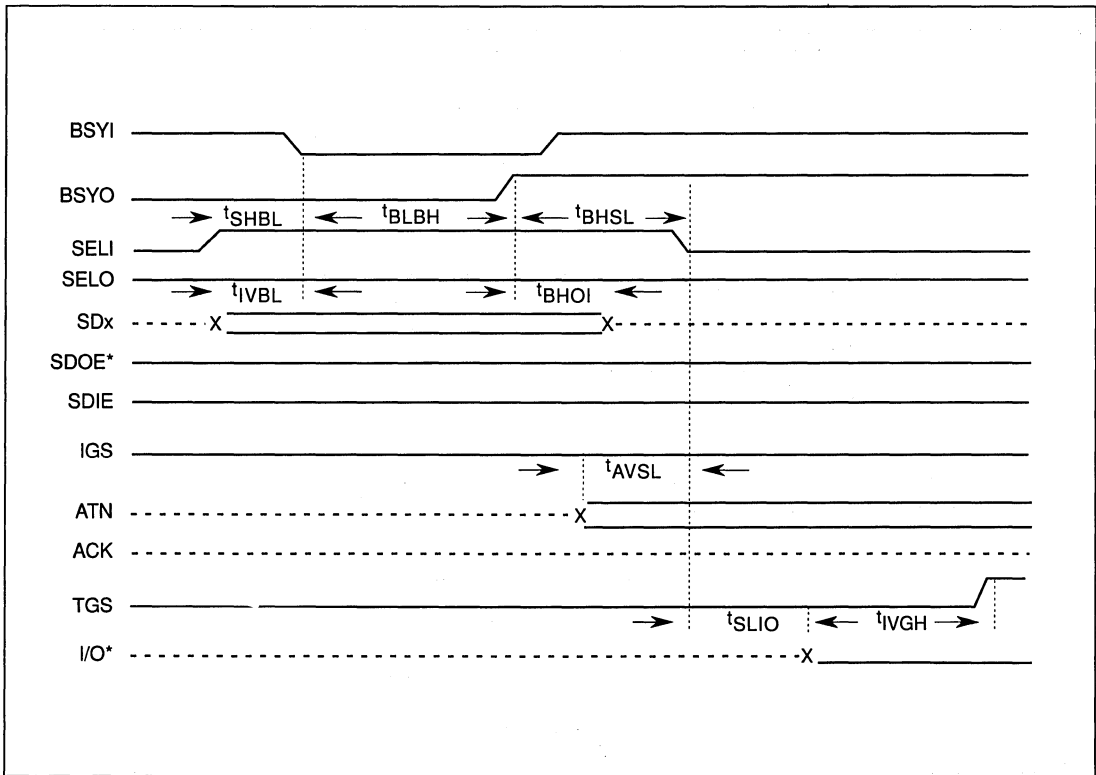 BSYI
BSYO
tSHBL tBLBH tBHSL
SELI
SELO
tIVBL tBHOI
SDx X X
SDOE*
SDIE
IGS
tAVSL
ATN X
ACK
TGS
tSLIO tIVGH
I/O* X